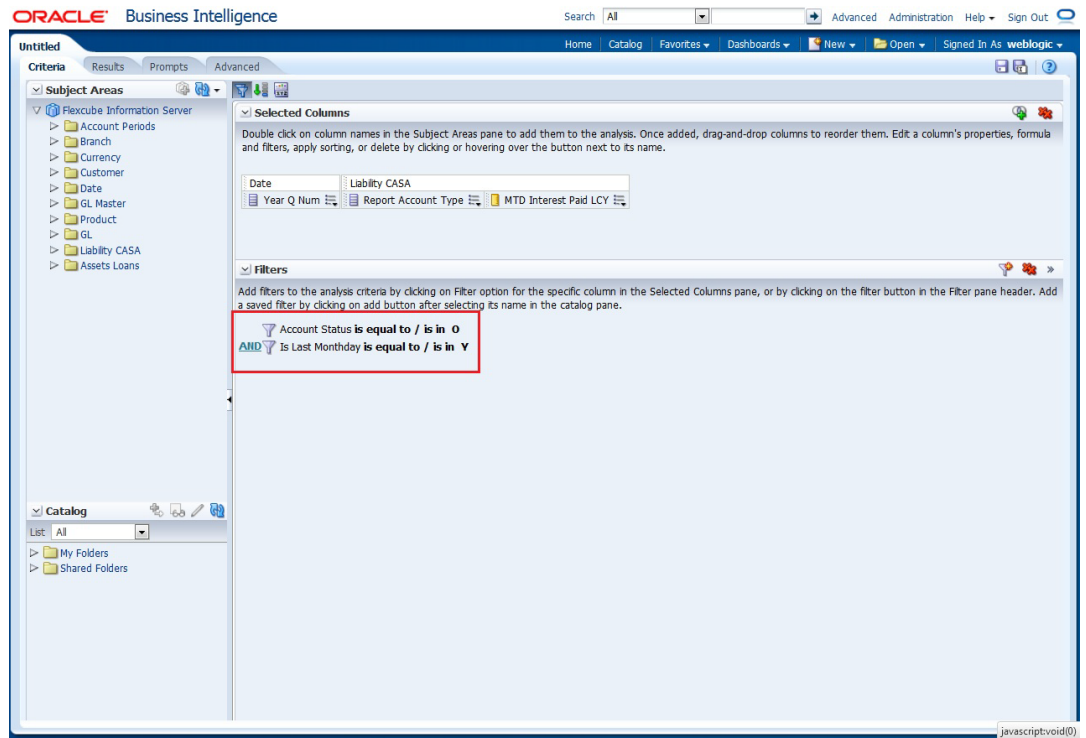 ORACLE Business Intelligence
Search All Advanced Administration Help Sign Out
Untitled
Home Catalog Favorites Dashboards New Open Signed In As weblogic
Criteria Results Prompts Advanced
Subject Areas
Flexcube Information Server
Account Periods
Branch
Currency
Customer
Date
GL Master
Product
GL
Liability CASA
Assets Loans
Catalog
List All
My Folders
Shared Folders
Selected Columns
Double click on column names in the Subject Areas pane to add them to the analysis. Once added, drag-and-drop columns to reorder them. Edit a column's properties, formula
and filters, apply sorting, or delete by clicking or hovering over the button next to its name.
Date Liability CASA
Year Q Num Report Account Type MTD Interest Paid LCY
Filters
Add filters to the analysis criteria by clicking on Filter option for the specific column in the Selected Columns pane, or by clicking on the filter button in the Filter pane header. Add
a saved filter by clicking on add button after selecting its name in the catalog pane.
Account Status is equal to / is in O
AND Is Last Monthday is equal to / is in Y
javascript:void(0)